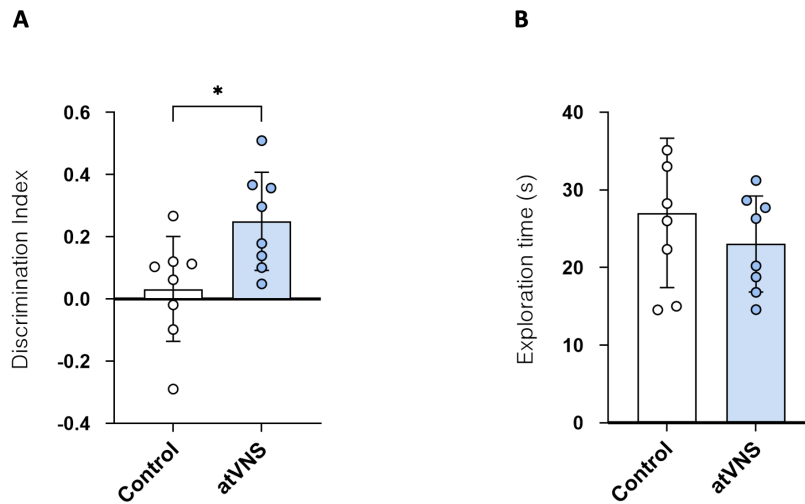 A
B
*
Discrimination Index
0.6
0.4
0.2
0.0
-0.2
-0.4
Control
atVNS
Exploration time (s)
40
30
20
10
0
Control
atVNS